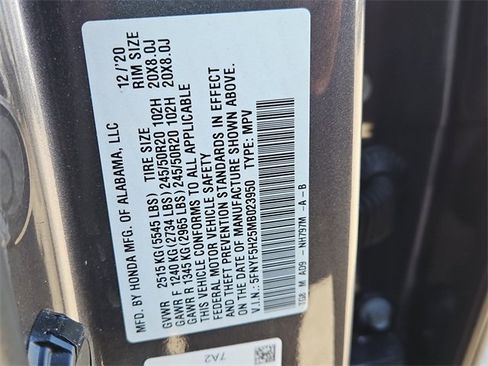 MFD. BY HONDA MFG. OF ALABAMA, LLC 12/'20
TIRE SIZE RIM SIZE
GVWR 2515 KG (5545 LBS)
GAWR F 1240 KG (2734 LBS) 245/50R20 102H 20X8.0J
GAWR R 1345 KG (2965 LBS) 245/50R20 102H 20X8.0J
THIS VEHICLE CONFORMS TO ALL APPLICABLE
FEDERAL MOTOR VEHICLE SAFETY
AND THEFT PREVENTION STANDARDS IN EFFECT
ON THE DATE OF MANUFACTURE SHOWN ABOVE.
V.I.N.: 5FNYF5H25MB023950 TYPE: MPV
TG8 M A09 - NH797M -A -B
7A2